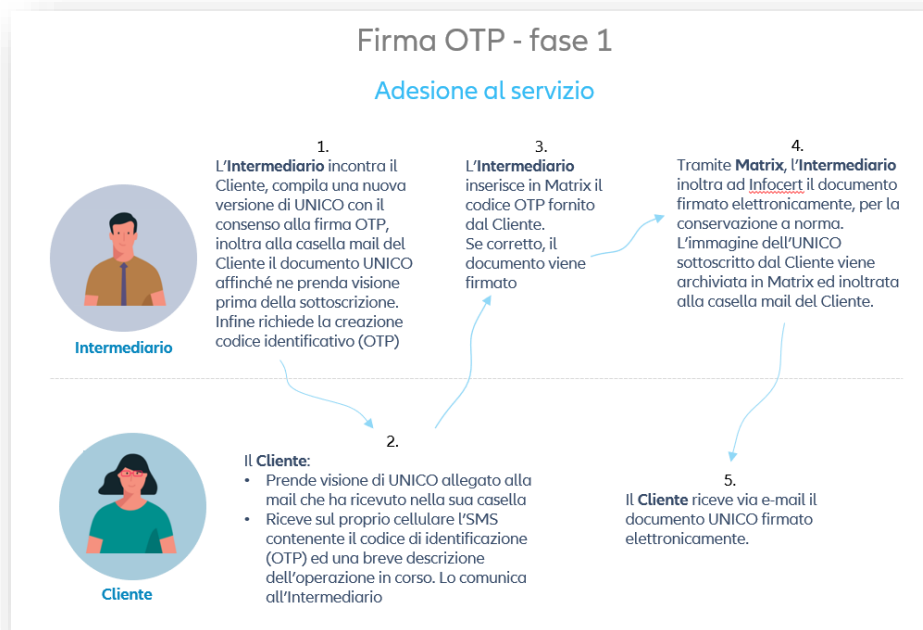 Firma OTP - fase 1
Adesione al servizio
1.
L'Intermediario incontra il
Cliente, compila una nuova
versione di UNICO con il
consenso alla firma OTP,
inoltra alla casella mail del
Cliente il documento UNICO
affinché ne prenda visione
prima della sottoscrizione.
Infine richiede la creazione
codice identificativo (OTP)
3.
L'Intermediario
inserisce in Matrix il
codice OTP fornito
dal Cliente.
Se corretto, il
documento viene
firmato
4.
Tramite Matrix, l'Intermediario
inoltra ad Infocert il documento
firmato elettronicamente, per la
conservazione a norma.
L'immagine dell'UNICO
sottoscritto dal Cliente viene
archiviata in Matrix ed inoltrata
alla casella mail del Cliente.
Intermediario
2.
Il Cliente:
• Prende visione di UNICO allegato alla
mail che ha ricevuto nella sua casella
• Riceve sul proprio cellulare l'SMS
contenente il codice di identificazione
(OTP) ed una breve descrizione
dell'operazione in corso. Lo comunica
all'Intermediario
5.
Il Cliente riceve via e-mail il
documento UNICO firmato
elettronicamente.
Cliente